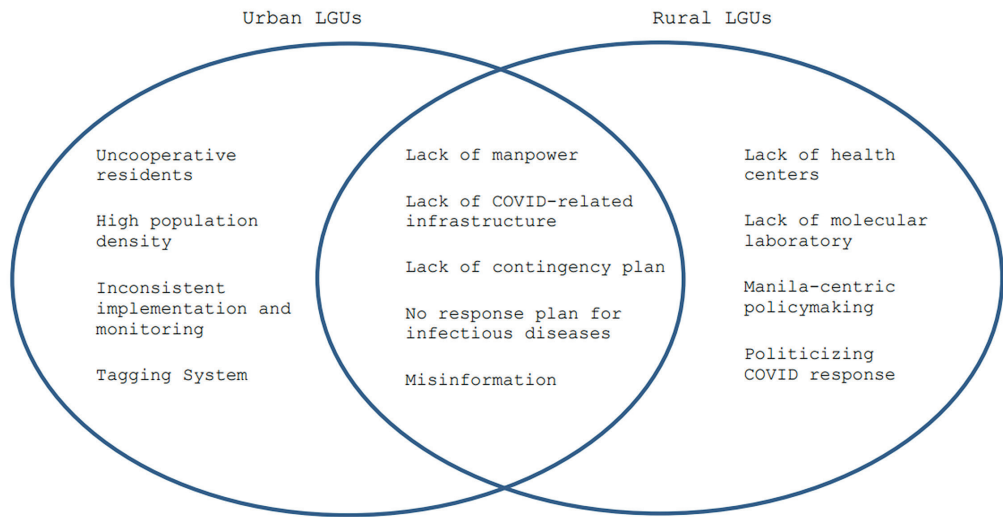 Urban LGUs
Rural LGUs
Uncooperative
residents
High population
density
Inconsistent
implementation and
monitoring
Tagging System
Lack of manpower
Lack of COVID-related
infrastructure
Lack of contingency plan
No response plan for
infectious diseases
Misinformation
Lack of health
centers
Lack of molecular
laboratory
Manila-centric
policymaking
Politicizing
COVID response